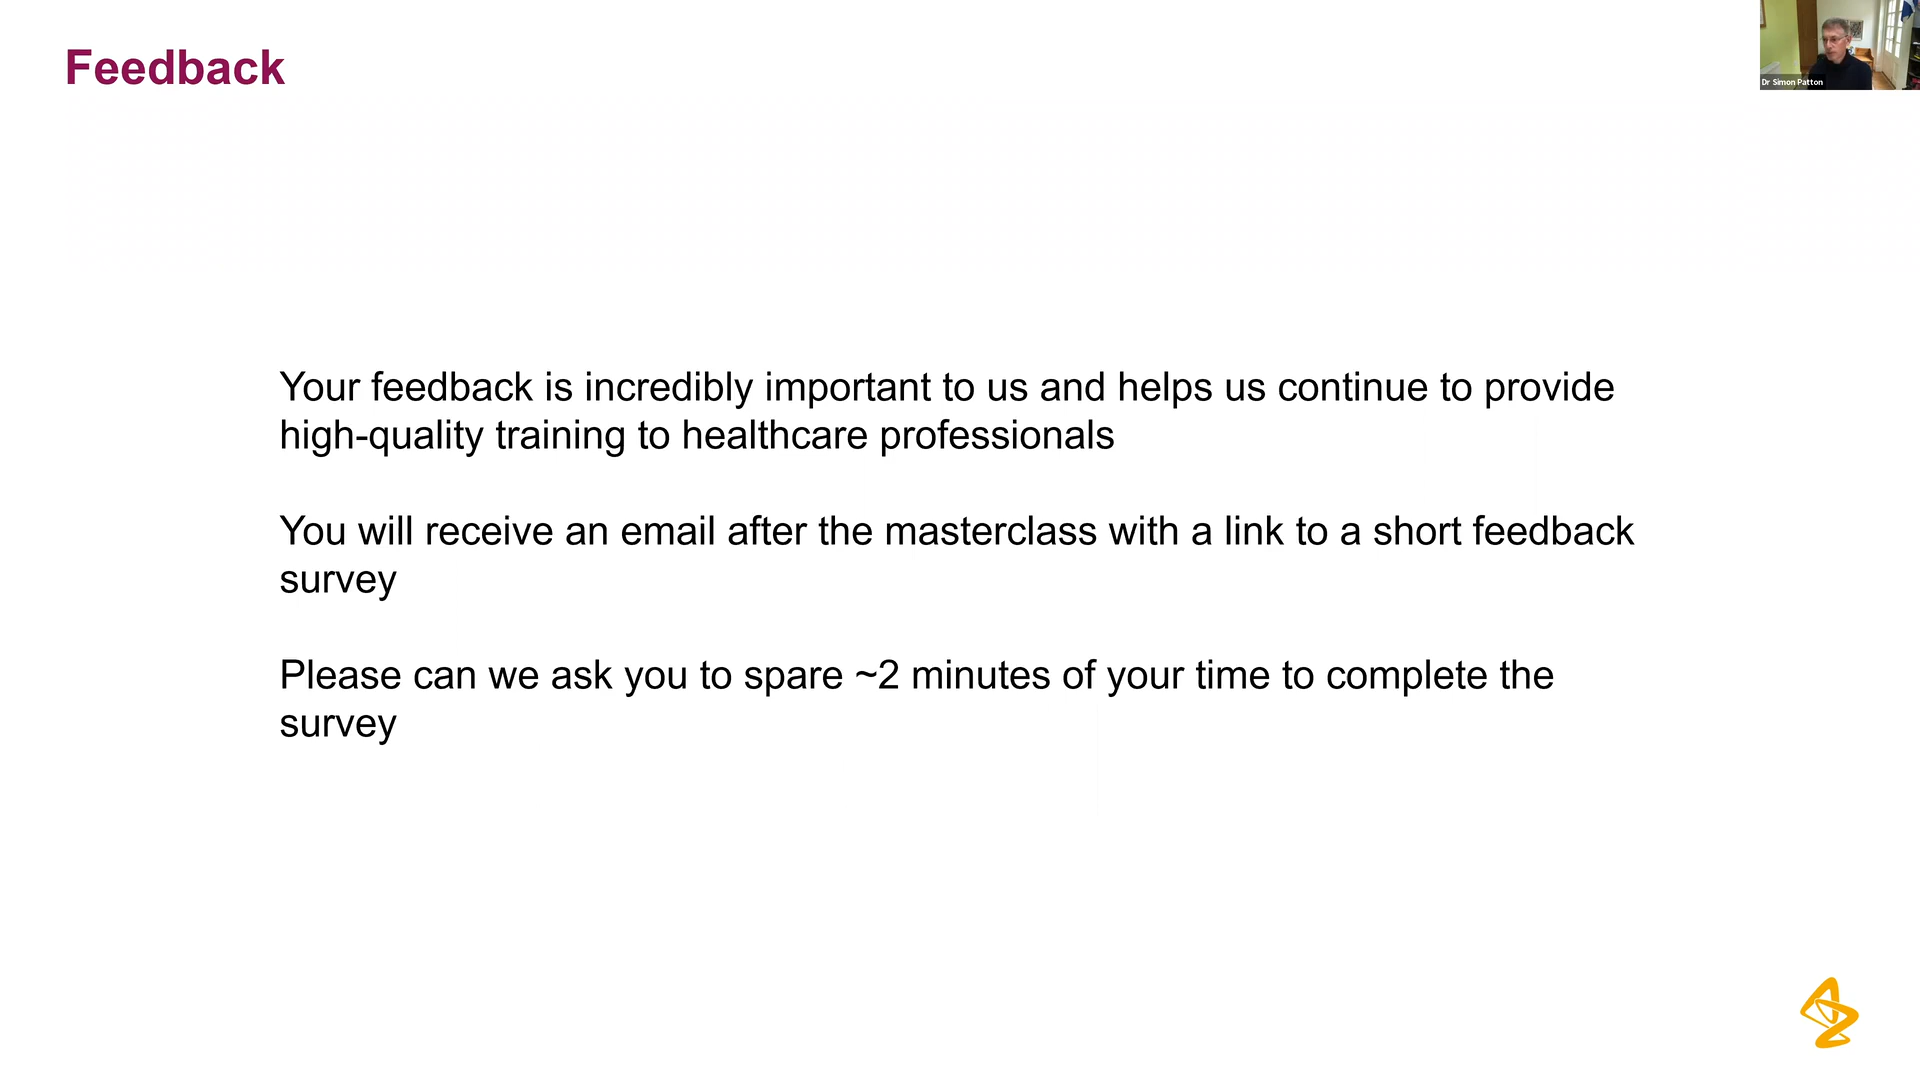 Feedback
Dr Simon Patton
Your feedback is incredibly important to us and helps us continue to provide
high-quality training to healthcare professionals
You will receive an email after the masterclass with a link to a short feedback
survey
Please can we ask you to spare ~2 minutes of your time to complete the
survey